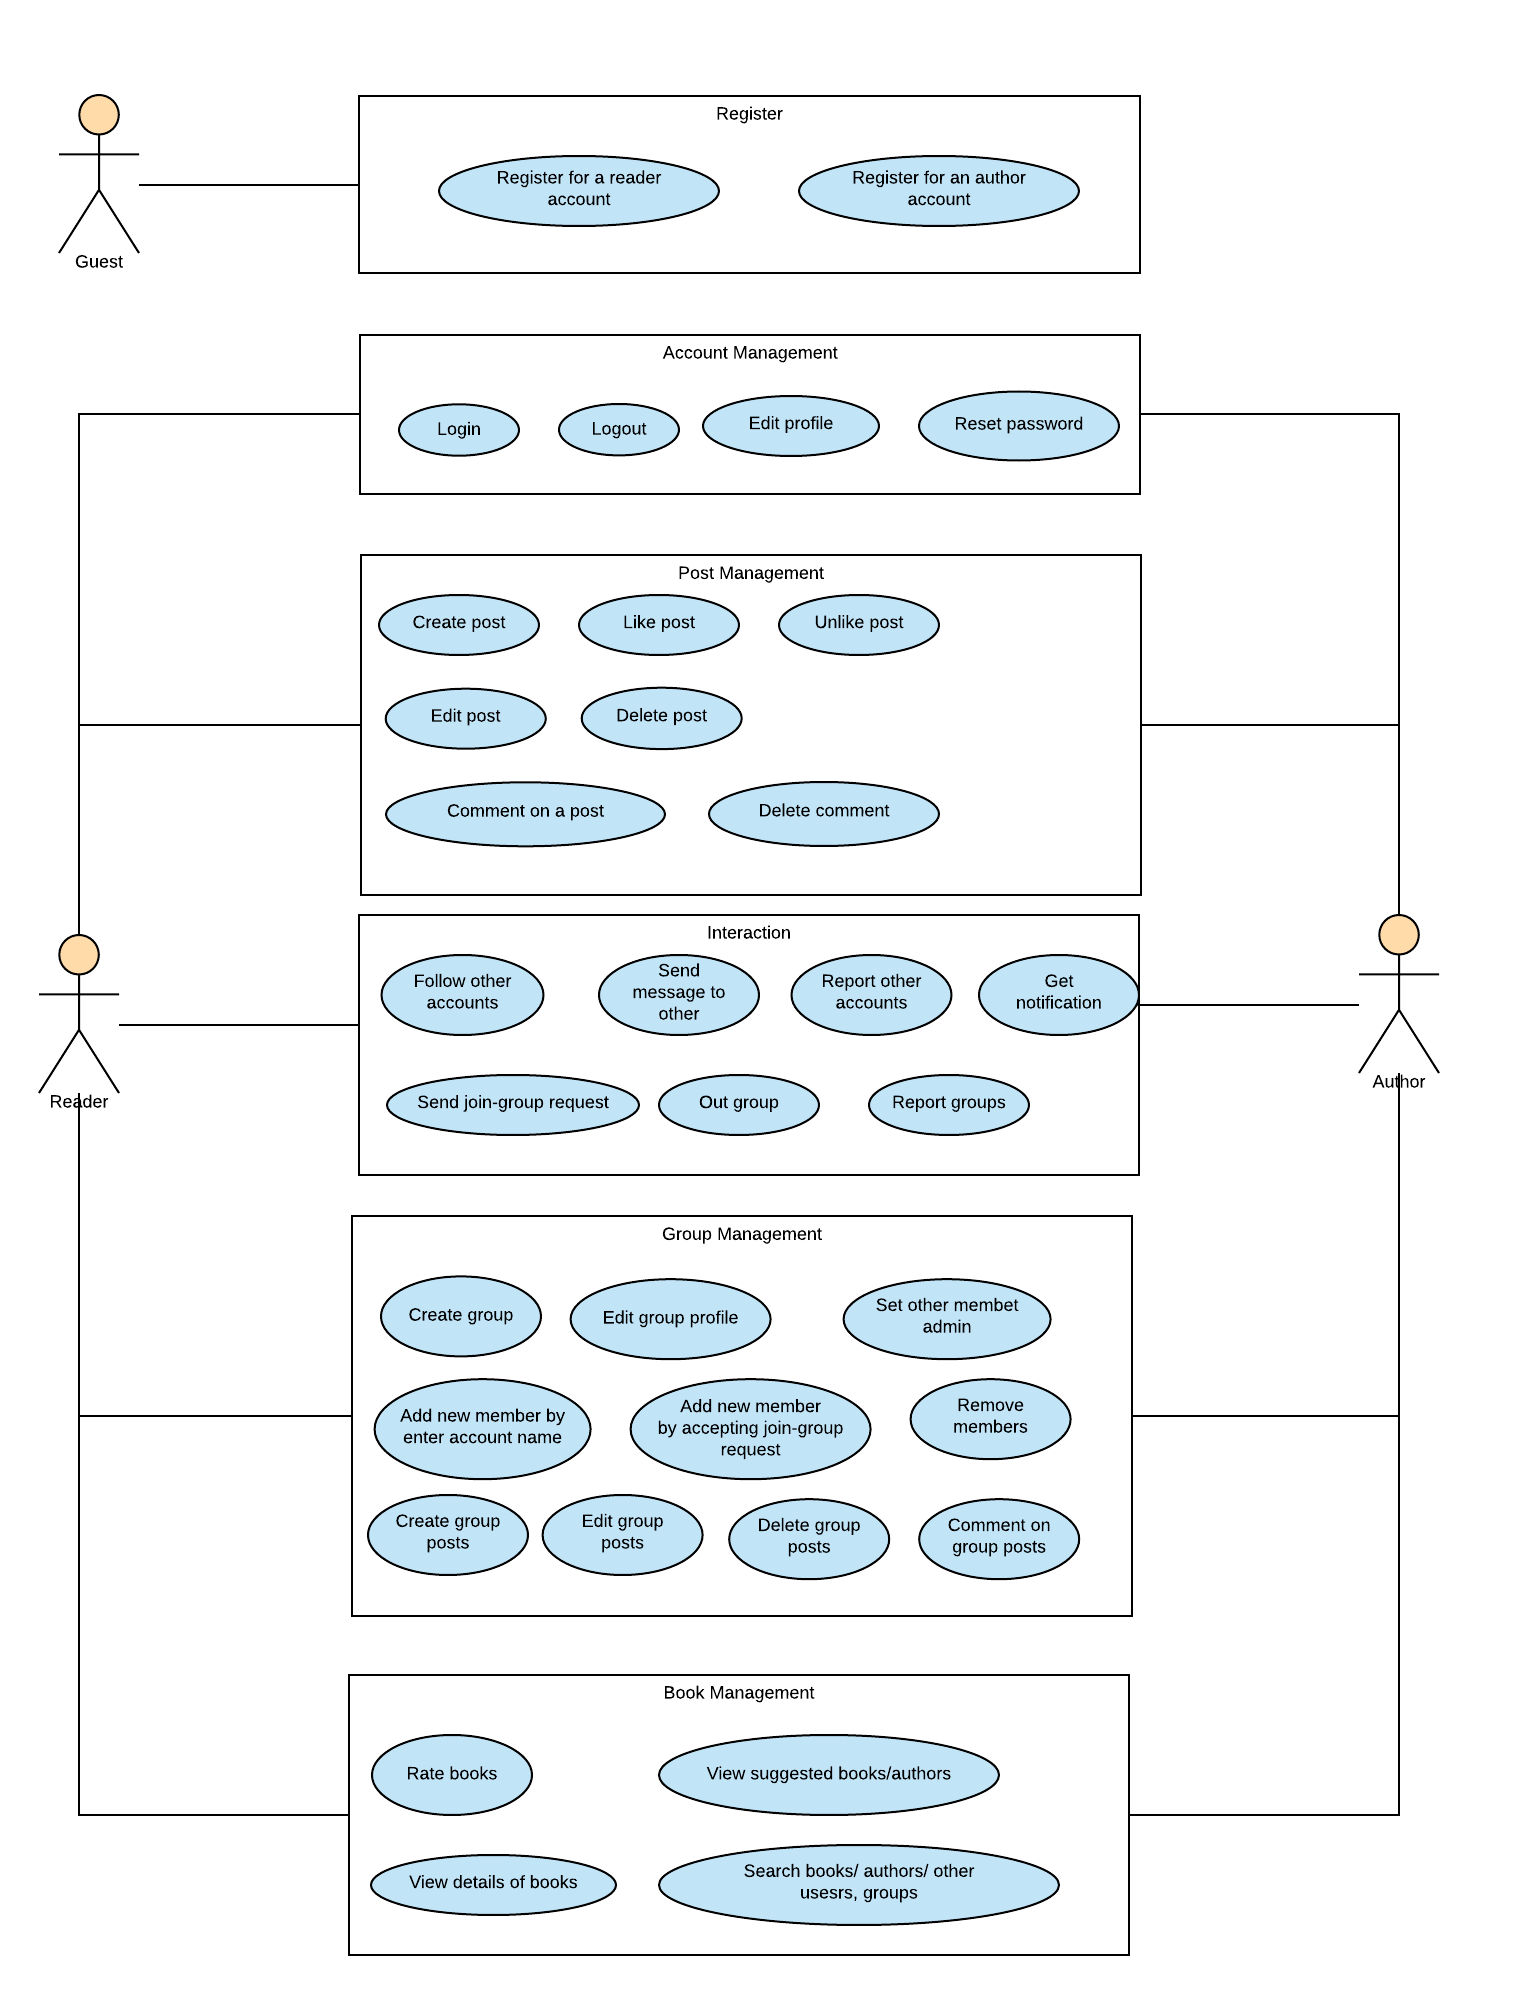 Register
Register for a reader
account
Register for an author
account
Guest
Account Management
Login
Logout
Edit profile
Reset password
Post Management
Create post
Like post
Unlike post
Edit post
Delete post
Comment on a post
Delete comment
Interaction
Follow other
accounts
Send
message to
other
Report other
accounts
Get
notification
Reader
Author
Send join-group request
Out group
Report groups
Group Management
Create group
Edit group profile
Set other membet
admin
Add new member by
enter account name
Add new member
by accepting join-group
request
Remove
members
Create group
posts
Edit group
posts
Delete group
posts
Comment on
group posts
Book Management
Rate books
View suggested books/authors
View details of books
Search books/ authors/ other
usesrs, groups